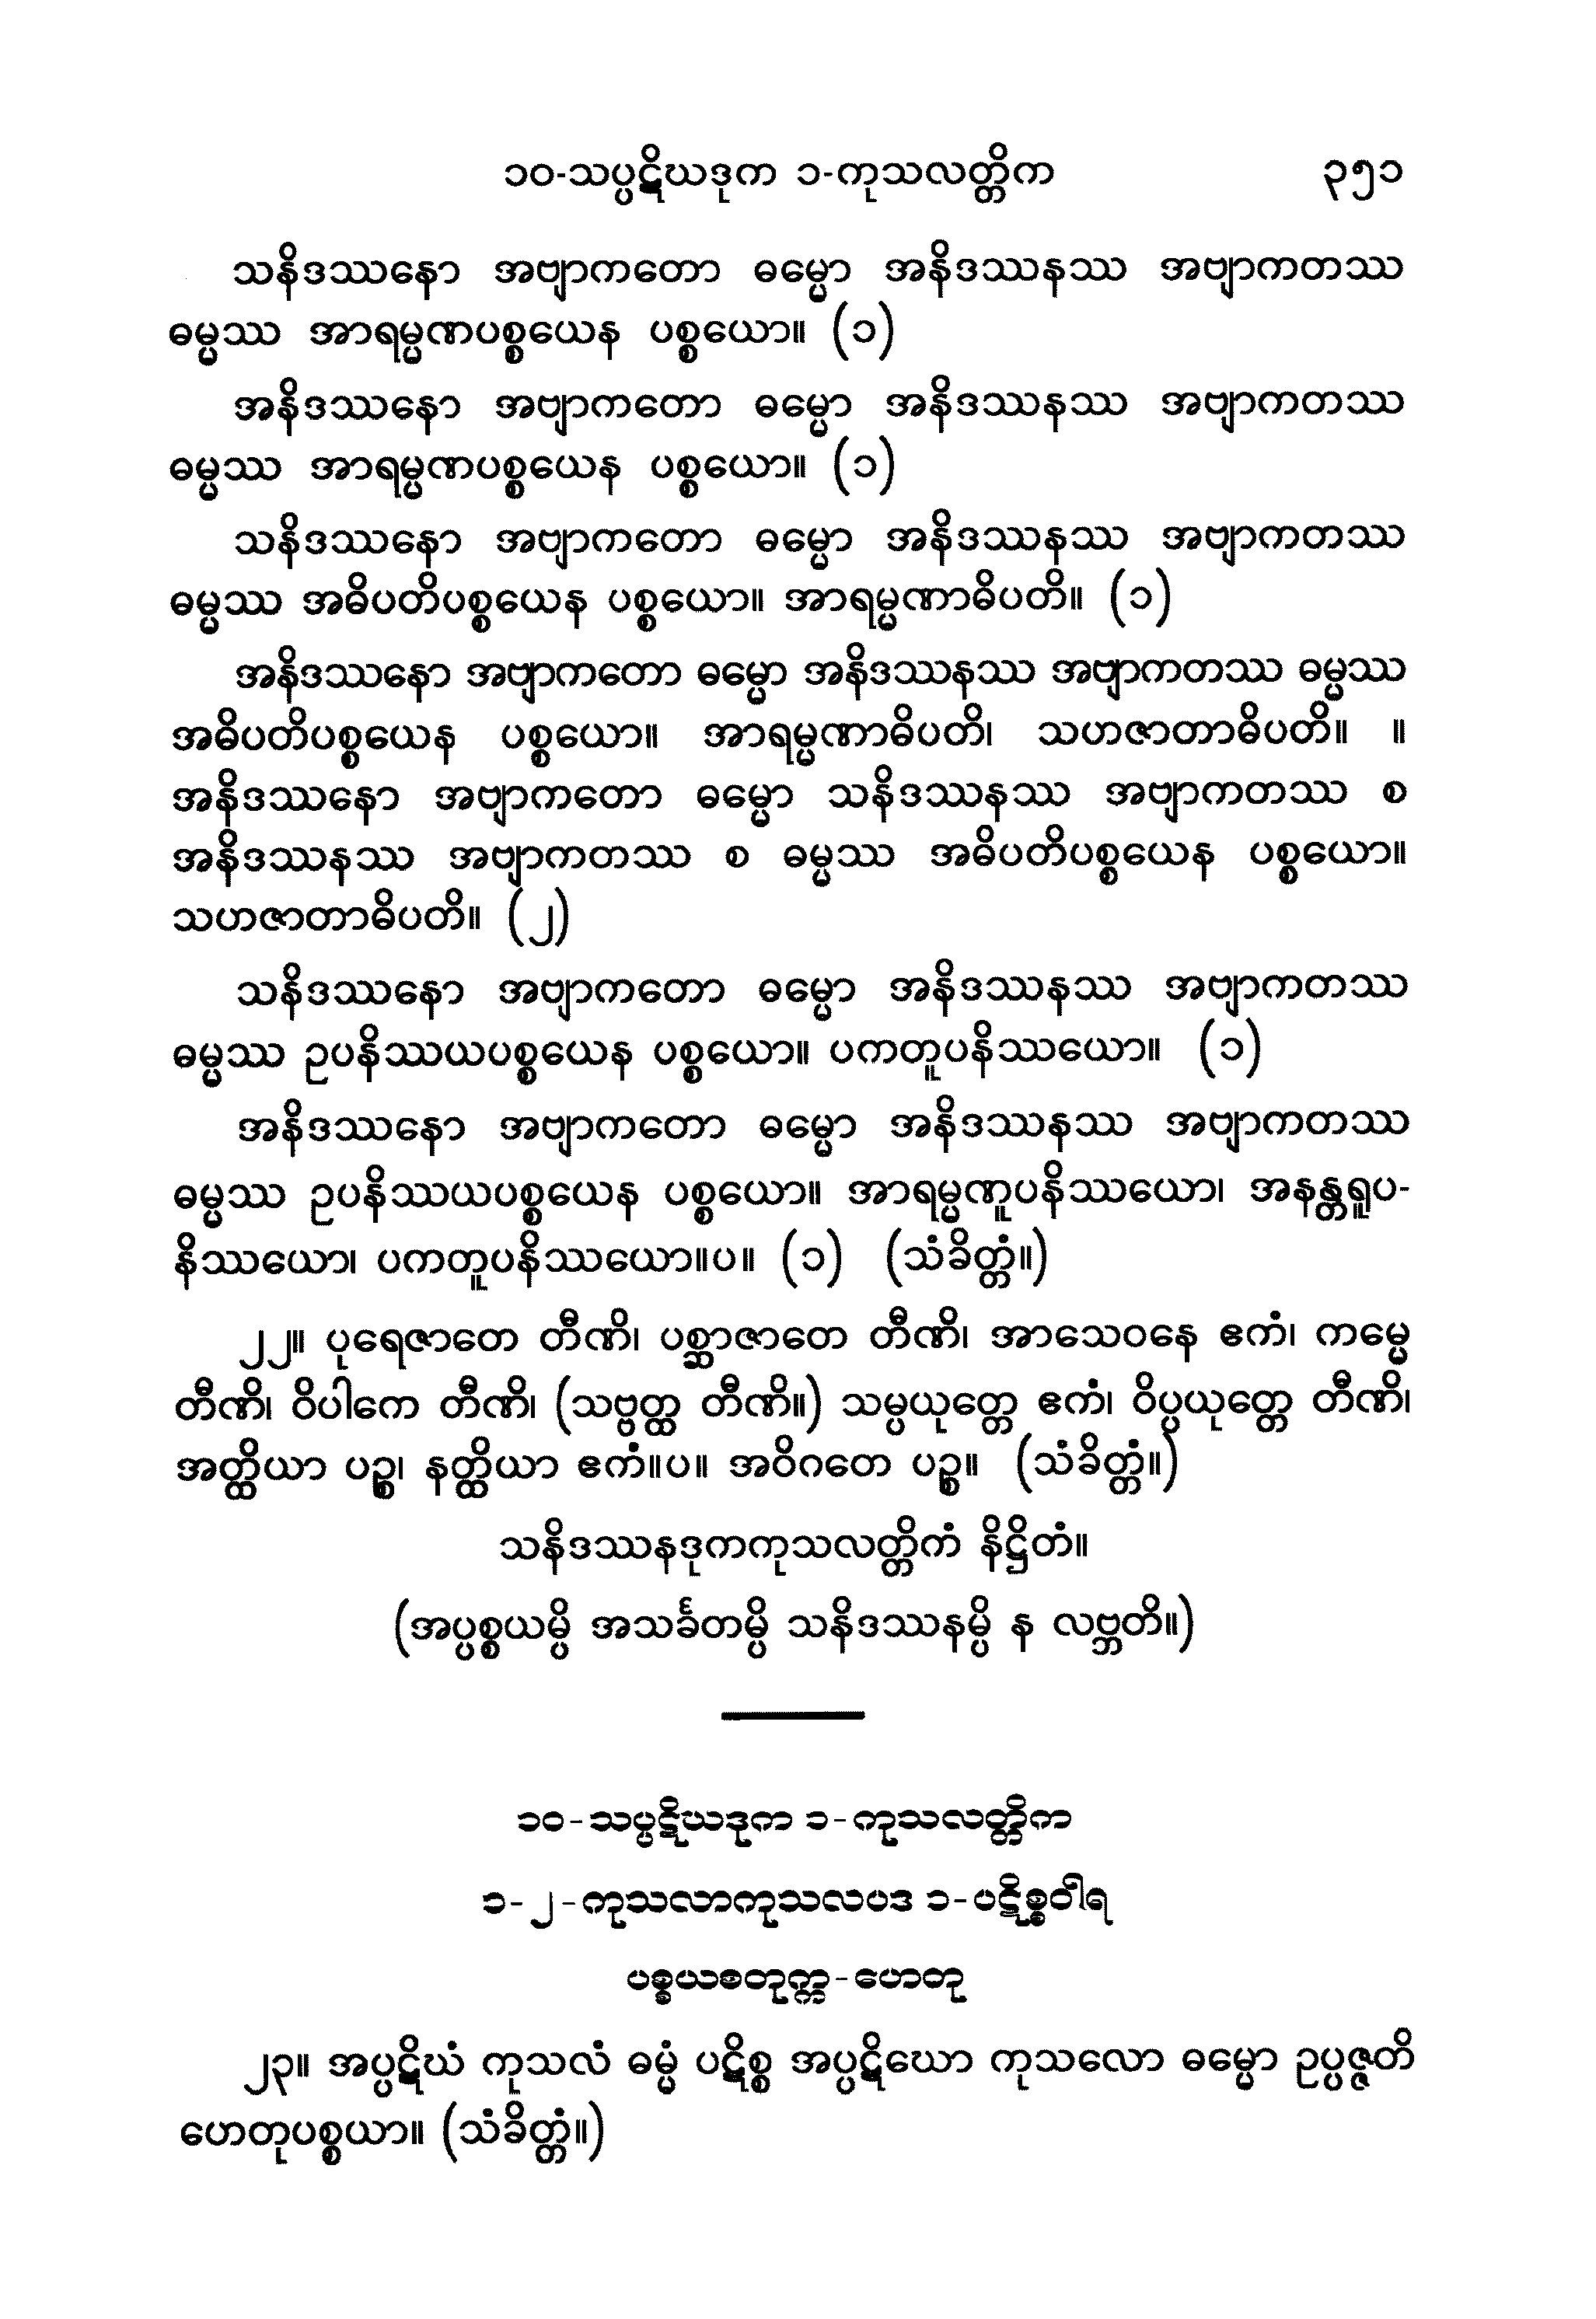 ၁၀-သပ္ပဋိဃဒုက ၁-ကုသလတ္တိက ၃၅၁
သနိဒဿနော အဗျာကတော ဓမ္မော အနိဒဿနဿ အဗျာကတဿ
ဓမ္မဿ အာရမ္မဏပစ္စယေန ပစ္စယော။ (၁)
အနိဒဿနော အဗျာကတော ဓမ္မော အနိဒဿနဿ အဗျာကတဿ
ဓမ္မဿ အာရမ္မဏပစ္စယေန ပစ္စယော။ (၁)
သနိဒဿနော အဗျာကတော ဓမ္မော အနိဒဿနဿ အဗျာကတဿ
ဓမ္မဿ အဓိပတိပစ္စယေန ပစ္စယော။ အာရမ္မဏာဓိပတိ။ (၁)
အနိဒဿနော အဗျာကတော ဓမ္မော အနိဒဿနဿ အဗျာကတဿ ဓမ္မဿ
အဓိပတိပစ္စယေန ပစ္စယော။ အာရမ္မဏာဓိပတိ၊ သဟဇာတာဓိပတိ။ ။
အနိဒဿနော အဗျာကတော ဓမ္မော သနိဒဿနဿ အဗျာကတဿ စ
အနိဒဿနဿ အဗျာကတဿ စ ဓမ္မဿ အဓိပတိပစ္စယေန ပစ္စယော။
သဟဇာတာဓိပတိ။ (၂)
သနိဒဿနော အဗျာကတော ဓမ္မော အနိဒဿနဿ အဗျာကတဿ
ဓမ္မဿ ဥပနိဿယပစ္စယေန ပစ္စယော။ ပကတူပနိဿယော။ (၁)
အနိဒဿနော အဗျာကတော ဓမ္မော အနိဒဿနဿ အဗျာကတဿ
ဓမ္မဿ ဥပနိဿယပစ္စယေန ပစ္စယော။ အာရမ္မဏူပနိဿယော၊ အနန္တရူပ-
နိဿယော၊ ပကတူပနိဿယော။ပ။ (၁) (သံခိတ္တံ။)
၂၂။ ပုရေဇာတေ တီဏိ၊ ပစ္ဆာဇာတေ တီဏိ၊ အာသေဝနေ ဧကံ၊ ကမ္မေ
တီဏိ၊ ဝိပါကေ တီဏိ၊ (သဗ္ဗတ္ထ တီဏိ။) သမ္ပယုတ္တေ ဧကံ၊ ဝိပ္ပယုတ္တေ တီဏိ၊
အတ္ထိယာ ပဉ္စ၊ နတ္ထိယာ ဧကံ။ပ။ အဝိဂတေ ပဉ္စ။ (သံခိတ္တံ။)
သနိဒဿနဒုကကုသလတ္တိကံ နိဋ္ဌိတံ။
(အပ္ပစ္စယမ္ပိ အသင်္ခတမ္ပိ သနိဒဿနမ္ပိ န လဗ္ဘတိ။)
၁၀-သပ္ပဋိဃဒုက ၁-ကုသလတ္တိက
၁-၂-ကုသလာကုသလပဒ ၁-ပဋိစ္စဝါရ
ပစ္စယစတုက္က-ဟေတု
၂၃။ အပ္ပဋိဃံ ကုသလံ ဓမ္မံ ပဋိစ္စ အပ္ပဋိဃော ကုသလော ဓမ္မော ဥပ္ပဇ္ဇတိ
ဟေတုပစ္စယာ။ (သံခိတ္တံ။)